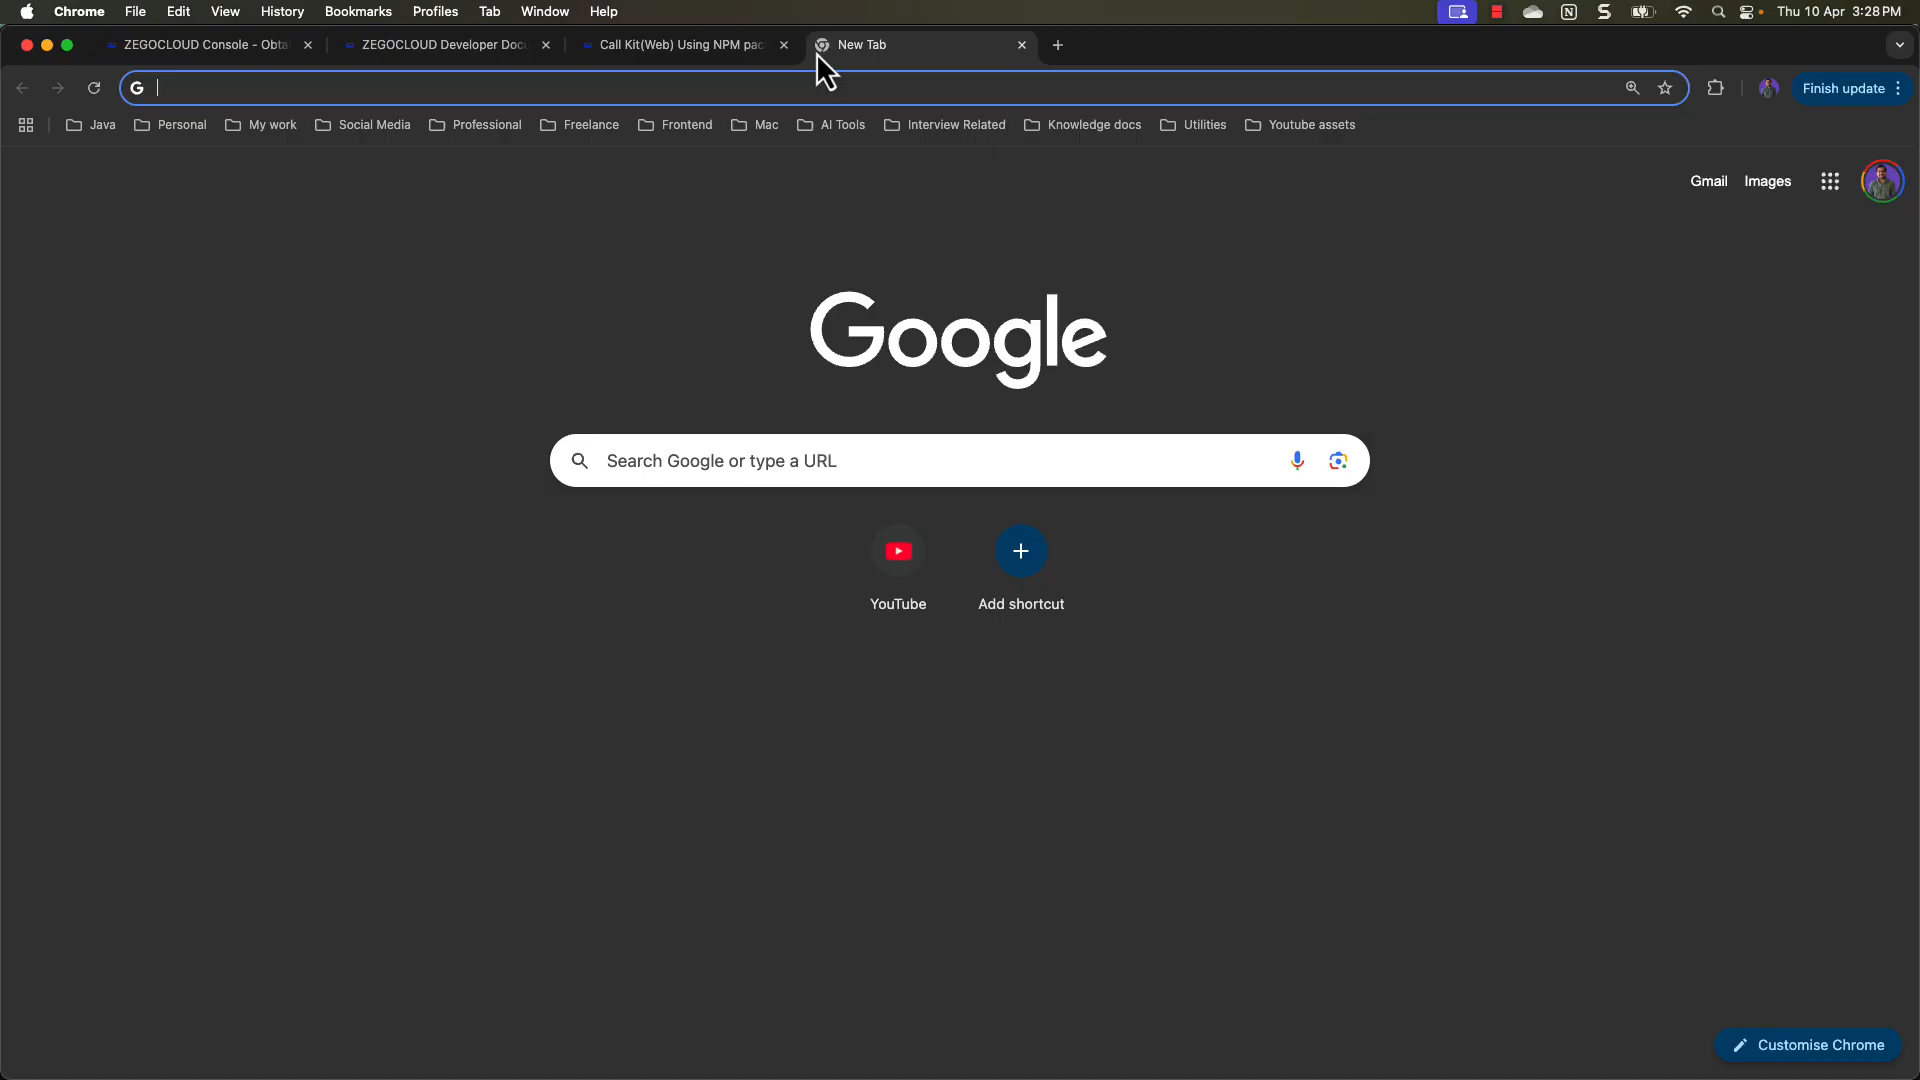 Chrome File Edit View History Bookmarks Profiles Tab Window Help Thu 10 Apr 3:28 PM
ZEGOCLOUD Console - Obta ZEGOCLOUD Developer Doc Call Kit(Web) Using NPM pac New Tab
Finish update
Java Personal My work Social Media Professional Freelance Frontend Mac AI Tools Interview Related Knowledge docs Utilities Youtube assets
Gmail Images
Google
Search Google or type a URL
YouTube Add shortcut
Customise Chrome